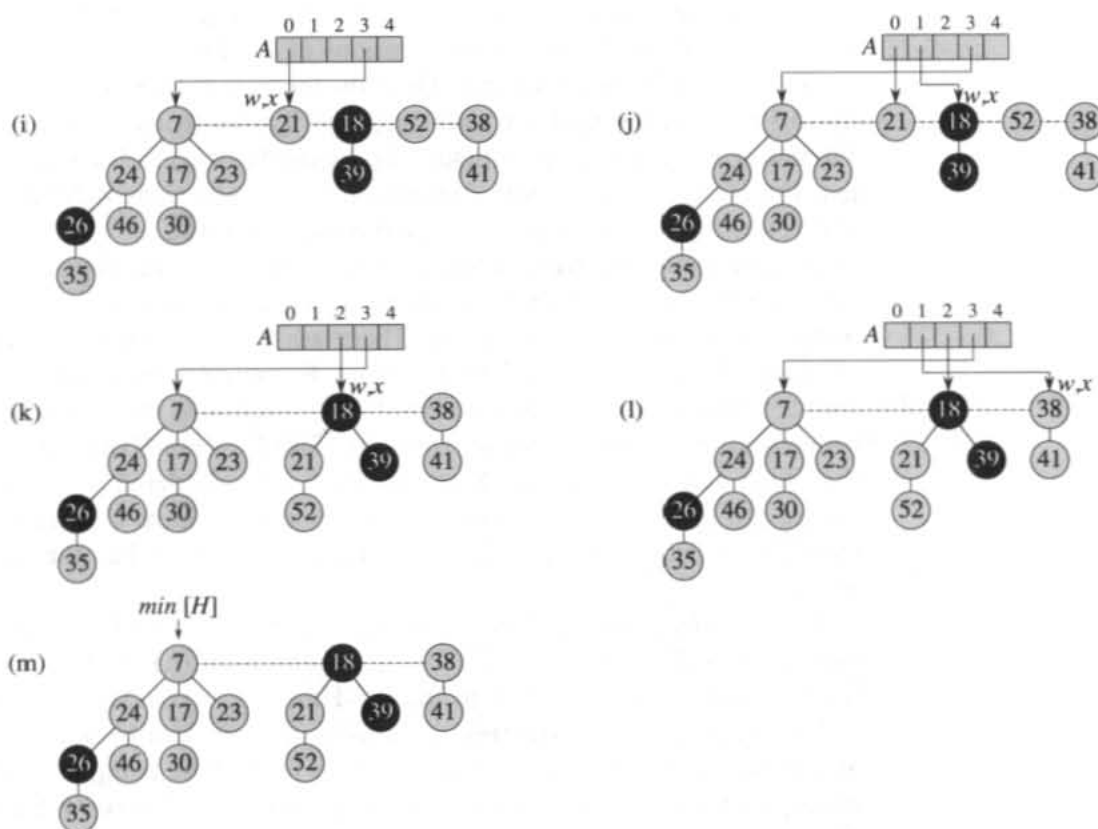 0 1 2 3 4
A
w,x
(i) 7 21 18 52 38
24 17 23 39 41
26 46 30
35
0 1 2 3 4
A
w,x
(j) 7 21 18 52 38
24 17 23 39 41
26 46 30
35
0 1 2 3 4
A
w,x
(k) 7 18 38
24 17 23 21 39 41
26 46 30 52
35
0 1 2 3 4
A
w,x
(l) 7 18 38
24 17 23 21 39 41
26 46 30 52
35
min [H]
(m) 7 18 38
24 17 23 21 39 41
26 46 30 52
35